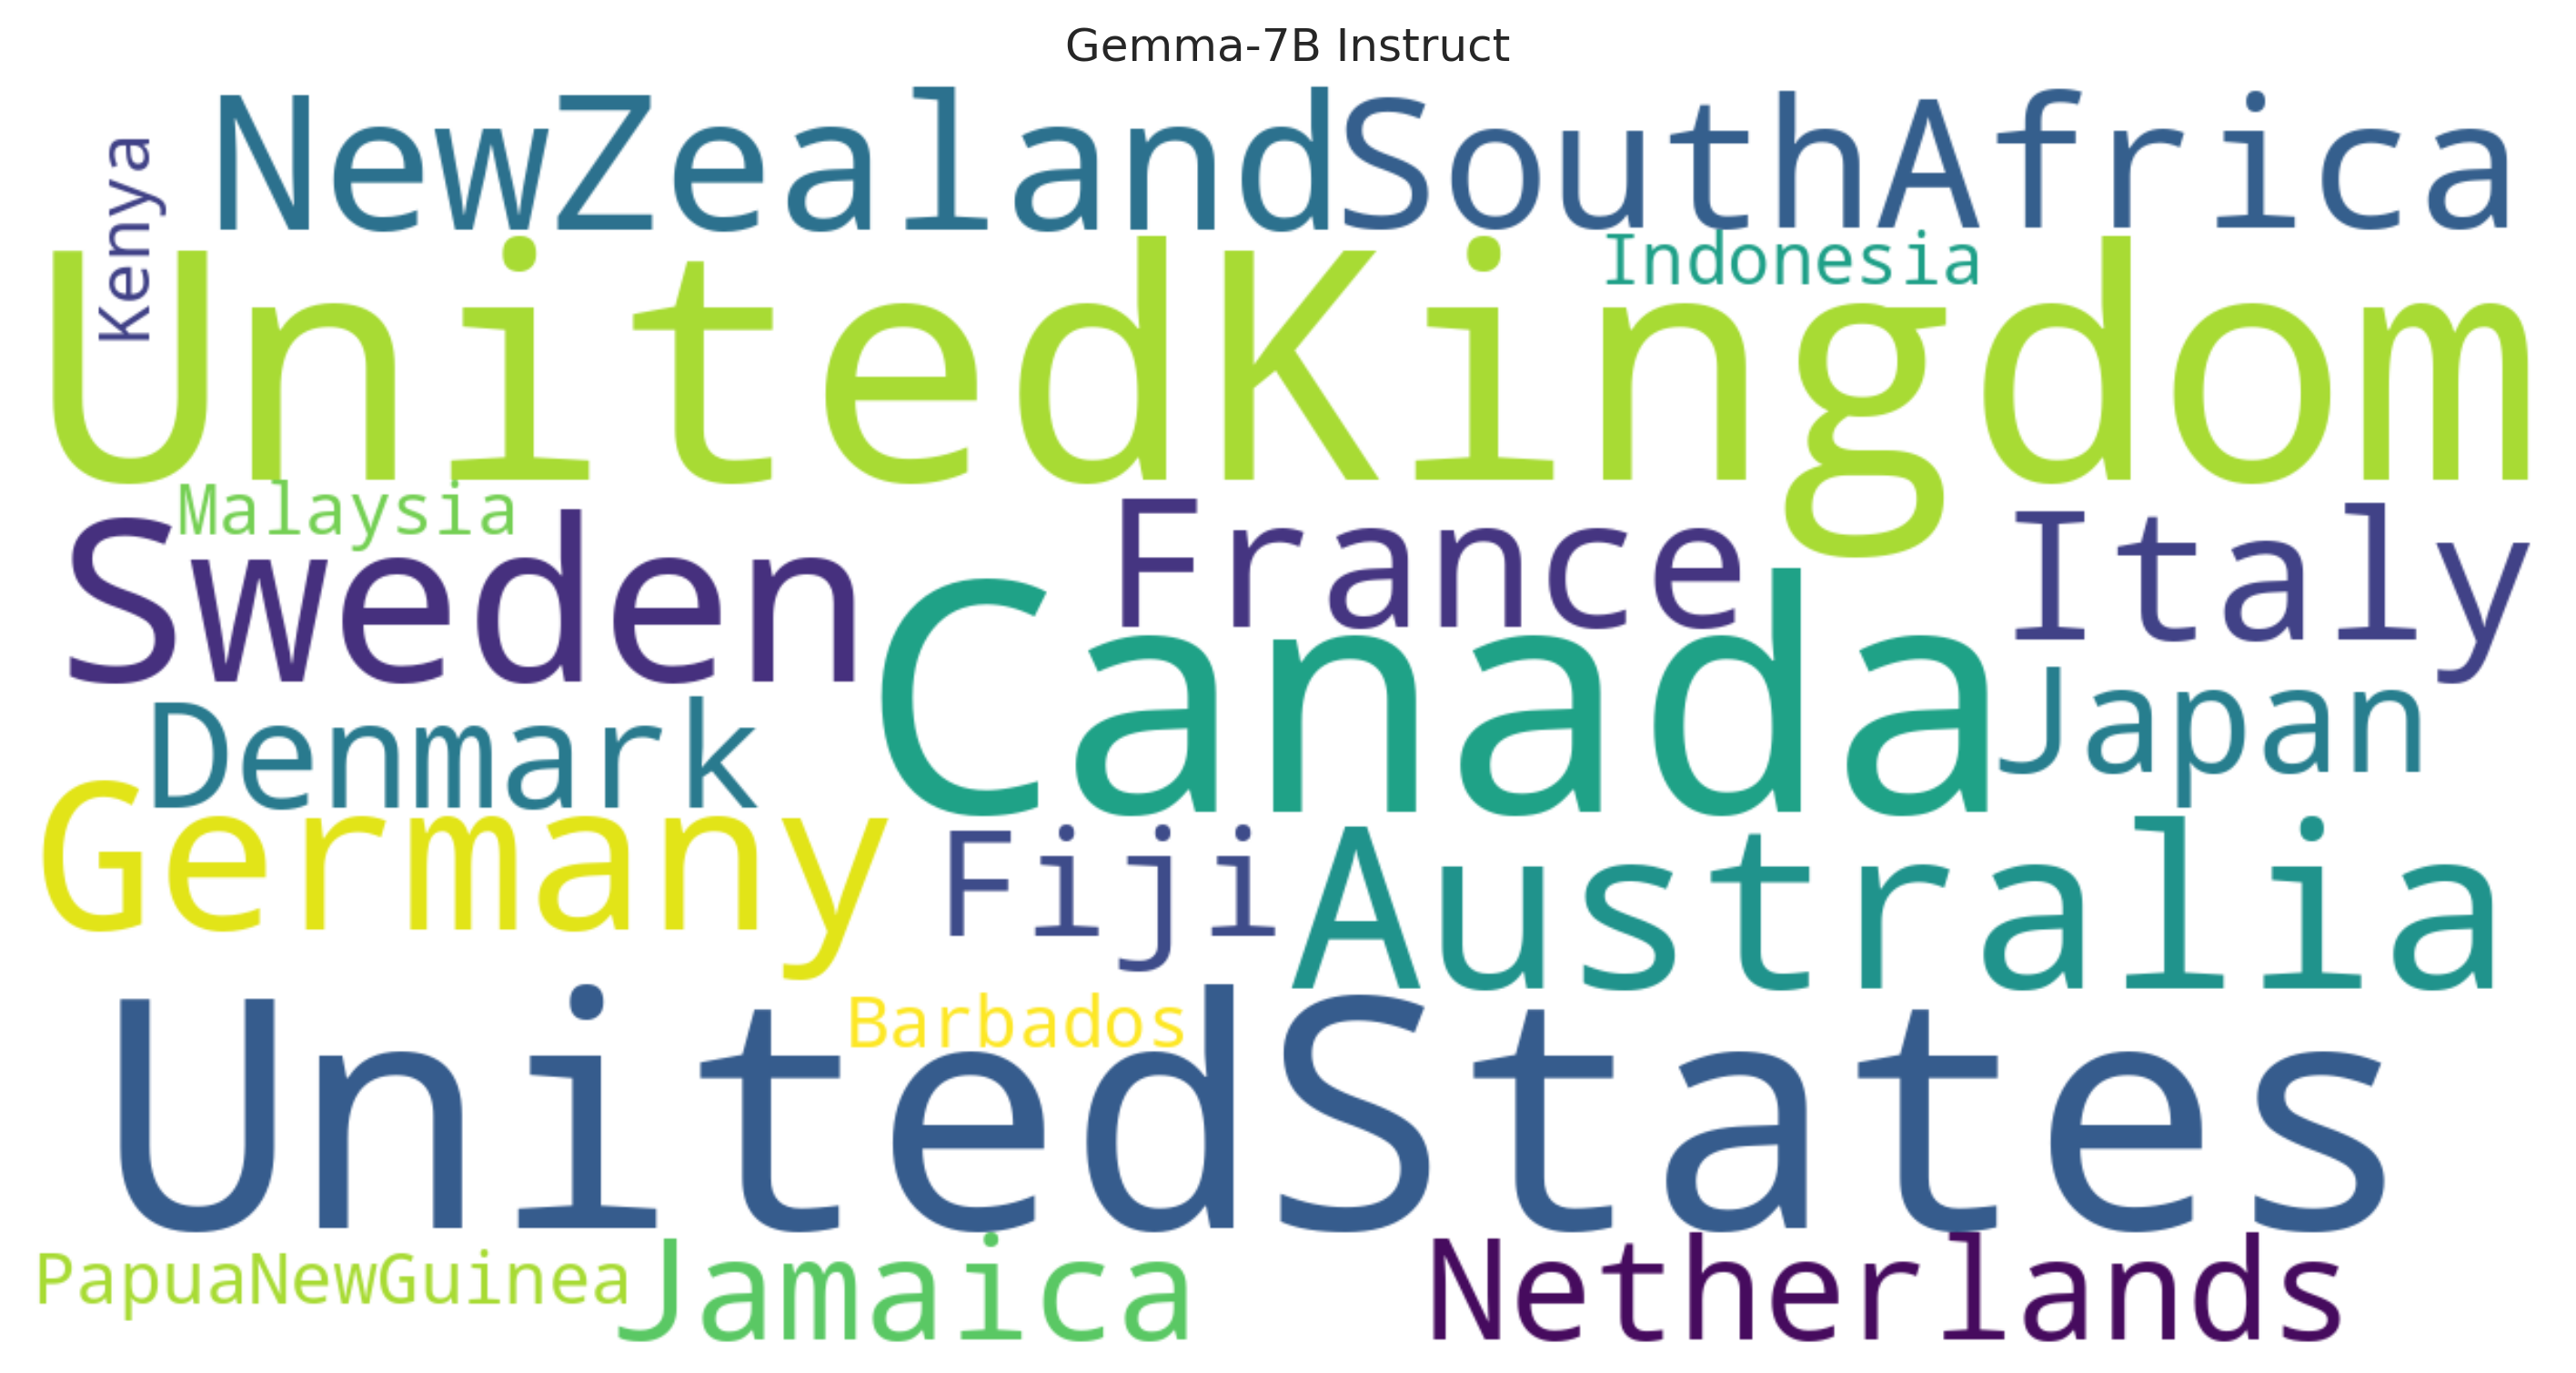 Gemma-7B Instruct
Kenya
NewZealand
SouthAfrica
Indonesia
UnitedKingdom
Malaysia
Sweden
France
Italy
Canada
Japan
Denmark
Germany
Fiji
Australia
Barbados
UnitedStates
PapuaNewGuinea
Jamaica
Netherlands